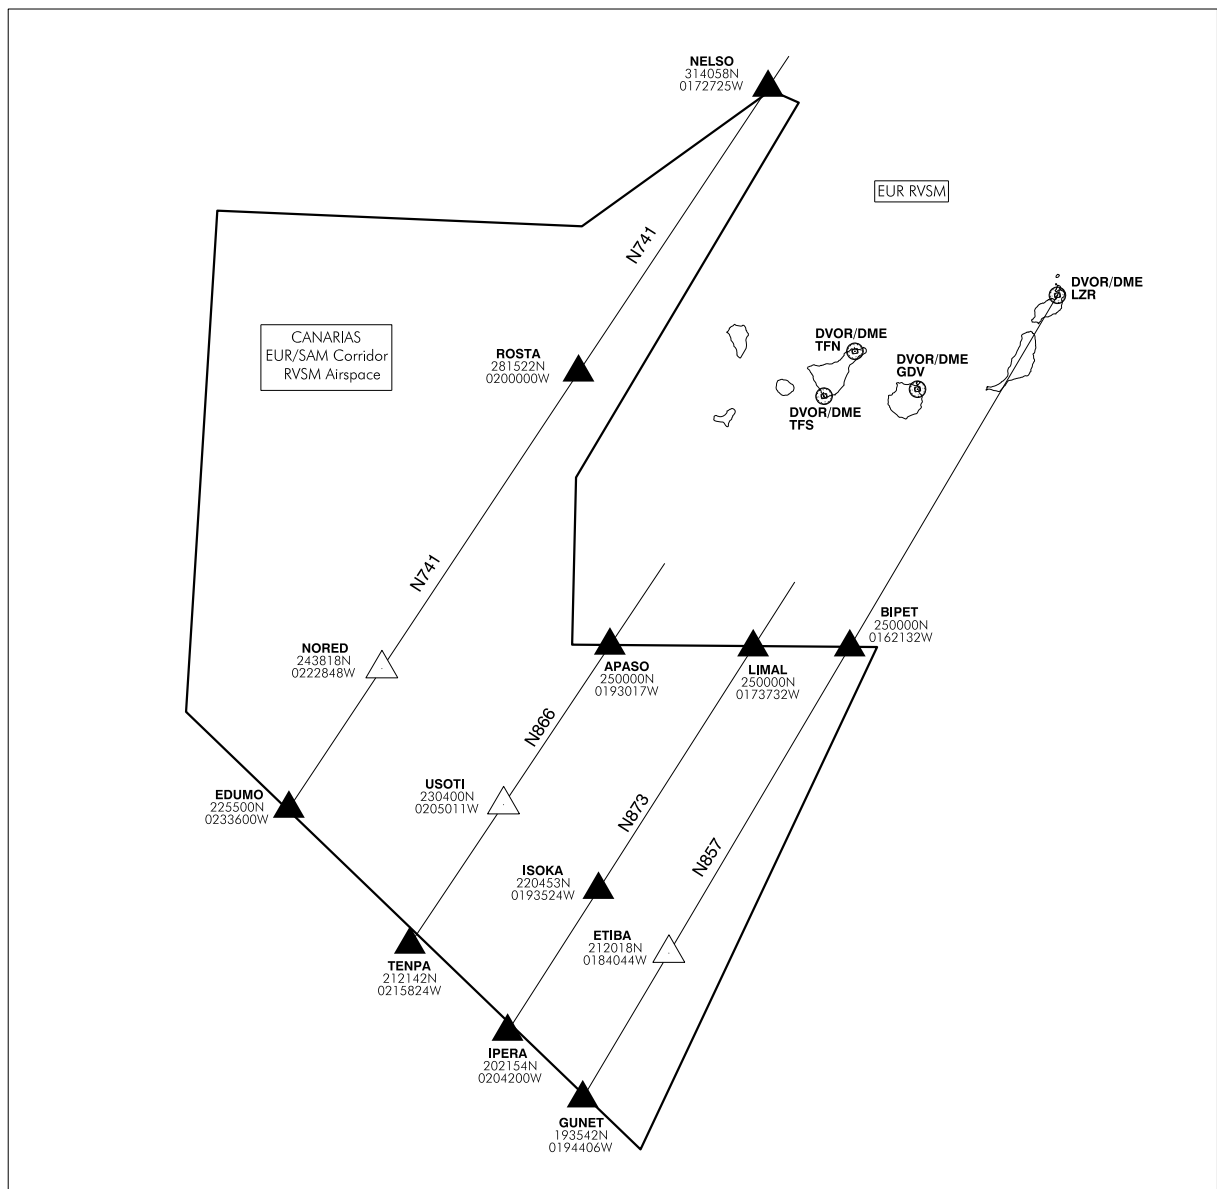 NELSO
314058N
0172725W
EUR RVSM
N741
DVOR/DME
LZR
CANARIAS
EUR/SAM Corridor
RVSM Airspace
ROSTA
281522N
0200000W
DVOR/DME
TFN
DVOR/DME
GDV
DVOR/DME
TFS
N741
NORED
243818N
0222848W
APASO
250000N
0193017W
LIMAL
250000N
0173732W
BIPET
250000N
0162132W
N866
USOTI
230400N
0205011W
EDUMO
225500N
0233600W
N873
N857
ISOKA
220453N
0193524W
ETIBA
212018N
0184044W
TENPA
212142N
0215824W
IPERA
202154N
0204200W
GUNET
193542N
0194406W